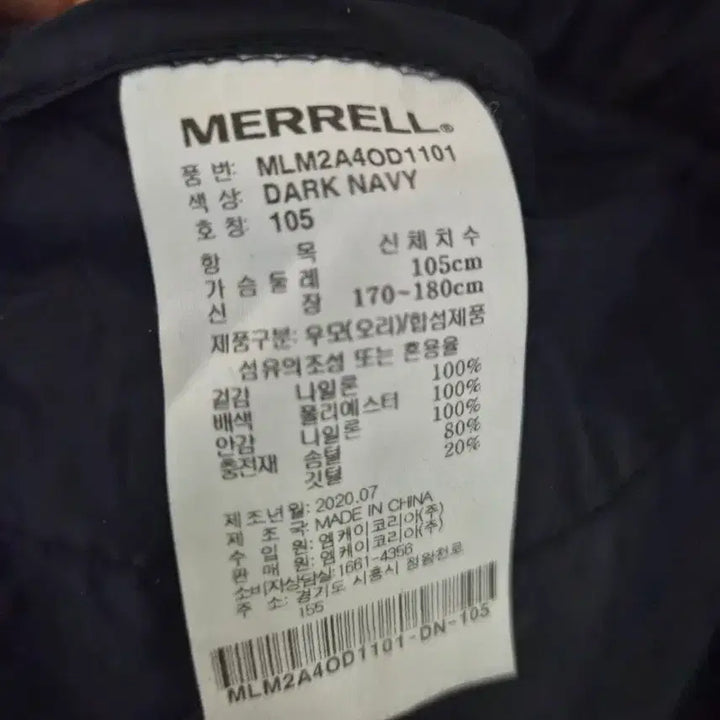 MERRELL®
품 번: MLM2A4OD1101
색 상: DARK NAVY
호 칭: 105
항 목 신체치수
가슴둘레 105cm
신 장 170~180cm
제품구분: 우모(오리)/합성제품
섬유의조성 또는 혼용율
겉감 나일론 100%
배색 폴리에스터 100%
안감 나일론 100%
충전재 솜털 80%
깃털 20%
제조년월: 2020.07
제 조 국: MADE IN CHINA
수 입 원: 엠케이코리아(주)
판 매 원: 엠케이코리아(주)
소비자상담실: 1661-4356
주 소: 경기도 시흥시 정왕천로
155
MLM2A4OD1101-DN-105